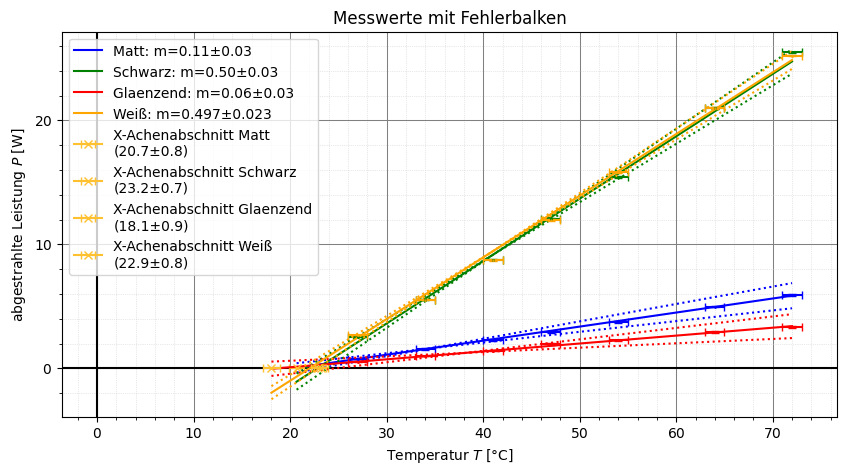 Messwerte mit Fehlerbalken
Matt: m=0.11±0.03
Schwarz: m=0.50±0.03
Glaenzend: m=0.06±0.03
Weiß: m=0.497±0.023
X-Achenabschnitt Matt
(20.7±0.8)
X-Achenabschnitt Schwarz
(23.2±0.7)
X-Achenabschnitt Glaenzend
(18.1±0.9)
X-Achenabschnitt Weiß
(22.9±0.8)
abgestrahlte Leistung P [W]
20
10
0
0 10 20 30 40 50 60 70
Temperatur T [°C]